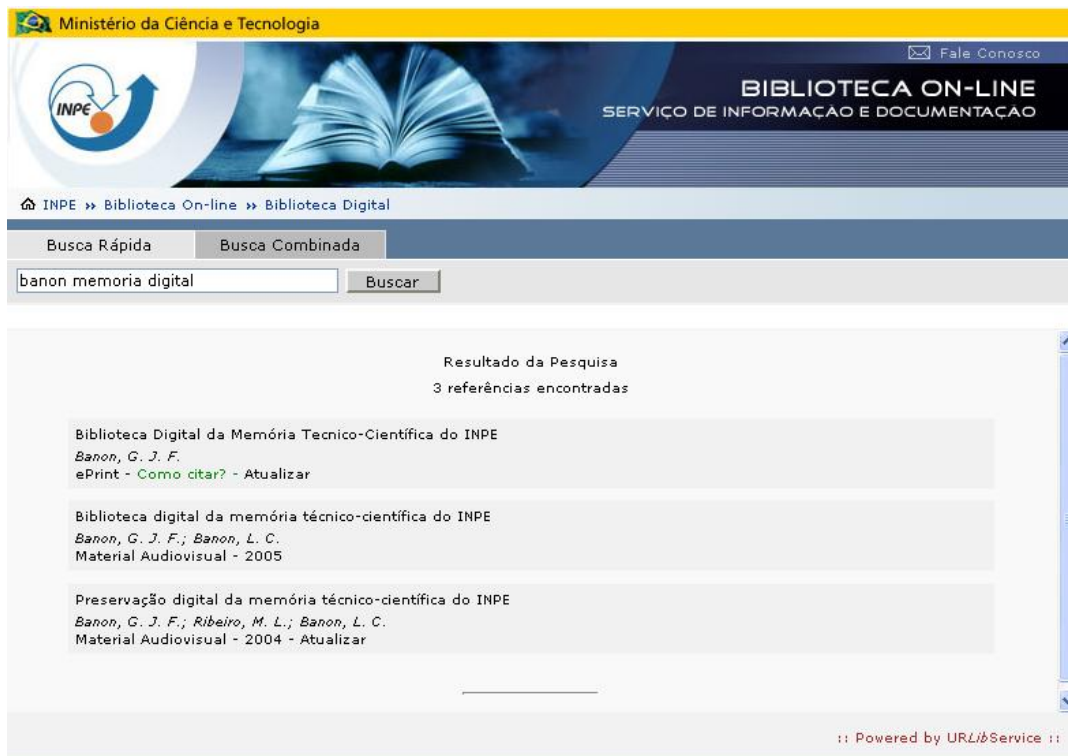 Ministério da Ciência e Tecnologia
Fale Conosco
INPE
BIBLIOTECA ON-LINE
SERVIÇO DE INFORMAÇÃO E DOCUMENTAÇÃO
INPE » Biblioteca On-line » Biblioteca Digital
Busca Rápida Busca Combinada
banon memoria digital Buscar
Resultado da Pesquisa
3 referências encontradas
Biblioteca Digital da Memória Tecnico-Científica do INPE
Banon, G. J. F.
ePrint - Como citar? - Atualizar
Biblioteca digital da memória técnico-científica do INPE
Banon, G. J. F.; Banon, L. C.
Material Audiovisual - 2005
Preservação digital da memória técnico-científica do INPE
Banon, G. J. F.; Ribeiro, M. L.; Banon, L. C.
Material Audiovisual - 2004 - Atualizar
:: Powered by URLibService ::